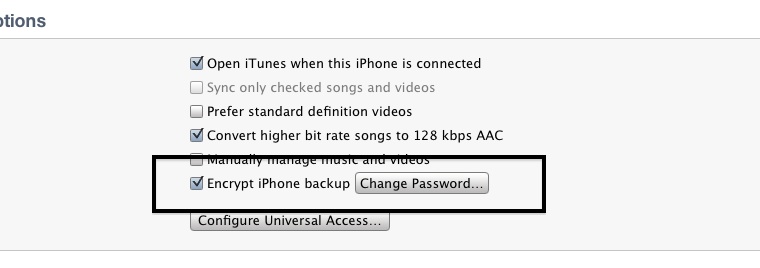 ptions
Open iTunes when this iPhone is connected
Sync only checked songs and videos
Prefer standard definition videos
Convert higher bit rate songs to 128 kbps AAC
Manually manage music and videos
Encrypt iPhone backup Change Password...
Configure Universal Access...